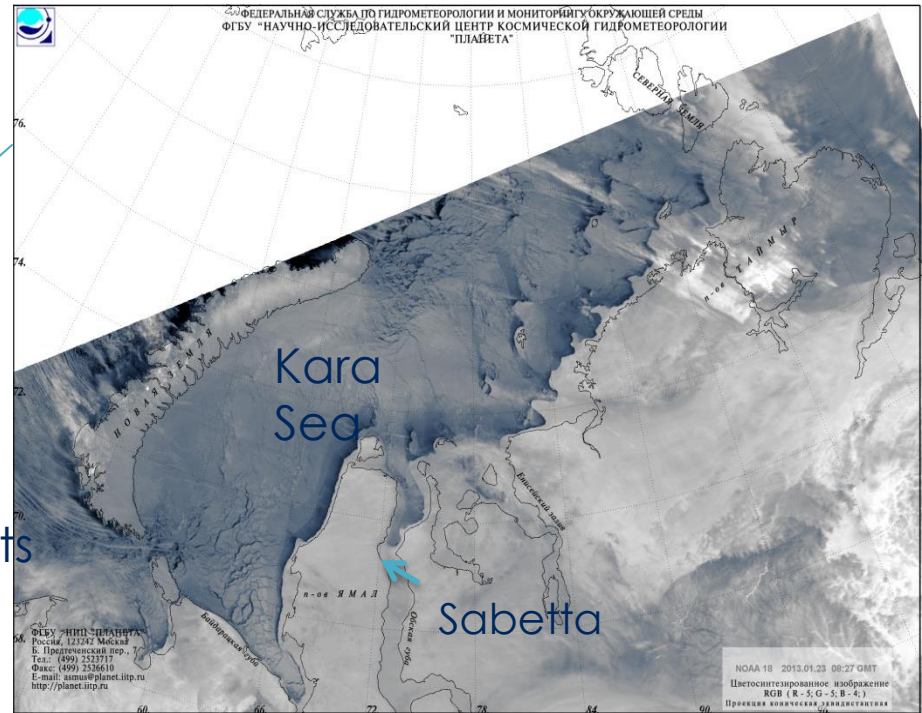 ФЕДЕРАЛЬНАЯ СЛУЖБА ПО ГИДРОМЕТЕОРОЛОГИИ И МОНИТОРИНГУ ОКРУЖАЮЩЕЙ СРЕДЫ
ФГБУ "НАУЧНО-ИССЛЕДОВАТЕЛЬСКИЙ ЦЕНТР КОСМИЧЕСКОЙ ГИДРОМЕТЕОРОЛОГИИ
"ПЛАНЕТА"
СЕВЕРНАЯ ЗЕМЛЯ
76.
п-ов ТАЙМЫР
74.
НОВАЯ ЗЕМЛЯ
Kara
Sea
72.
Енисейский залив
70.
ts
п-ов ЯМАЛ
Обская губа
Sabetta
Байдарацкая губа
68.
ФГБУ "НИЦ "ПЛАНЕТА"
Россия, 123242 Москва
Б. Предтеченский пер., 7
Тел.: (499) 2523717
Факс: (499) 2526610
E-mail: asmus@planet.iitp.ru
http://planet.iitp.ru
NOAA 18 2013.01.23 08:27 GMT
Цветосинтезированное изображение
RGB ( R - 5; G - 5; B - 4; )
Проекция коническая эквидистантная
60. 66. 72 78 84 90.